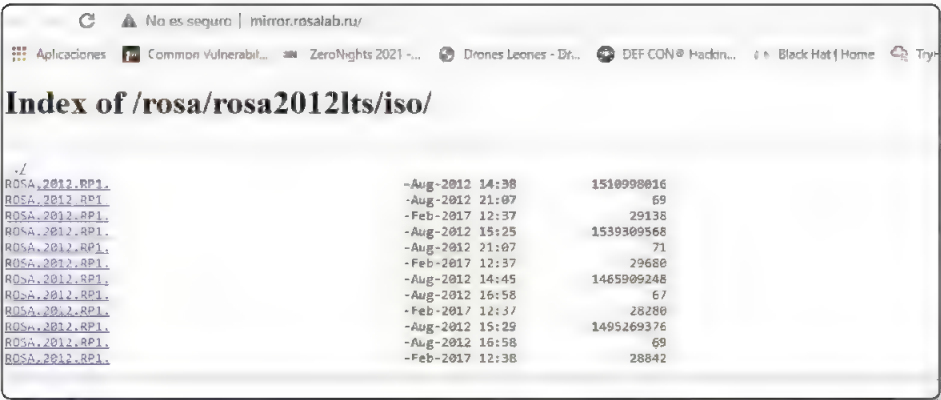 No es seguro | mirror.rosalab.ru/
Aplicaciones Common Vulnerabilit... ZeroNights 2021 -... Drones Leones - Dr... DEF CON® Hackin... Black Hat | Home TryH
Index of /rosa/rosa2012lts/iso/
../
ROSA.2012.RP1. -Aug-2012 14:38 1510998016
ROSA.2012.RP1. -Aug-2012 21:07 69
ROSA.2012.RP1. -Feb-2017 12:37 29138
ROSA.2012.RP1. -Aug-2012 15:25 1539309568
ROSA.2012.RP1. -Aug-2012 21:07 71
ROSA.2012.RP1. -Feb-2017 12:37 29680
ROSA.2012.RP1. -Aug-2012 14:45 1465909248
ROSA.2012.RP1. -Aug-2012 16:58 67
ROSA.2012.RP1. -Feb-2017 12:37 28280
ROSA.2012.RP1. -Aug-2012 15:29 1495269376
ROSA.2012.RP1. -Aug-2012 16:58 69
ROSA.2012.RP1. -Feb-2017 12:38 28842